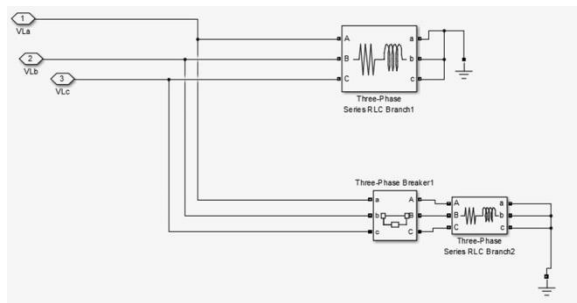 1
VLa
2
VLb
3
VLc
A a
B b
C c
Three-Phase
Series RLC Branch1
Three-Phase Breaker1
a A
b B
c C
A a
B b
C c
Three-Phase
Series RLC Branch2